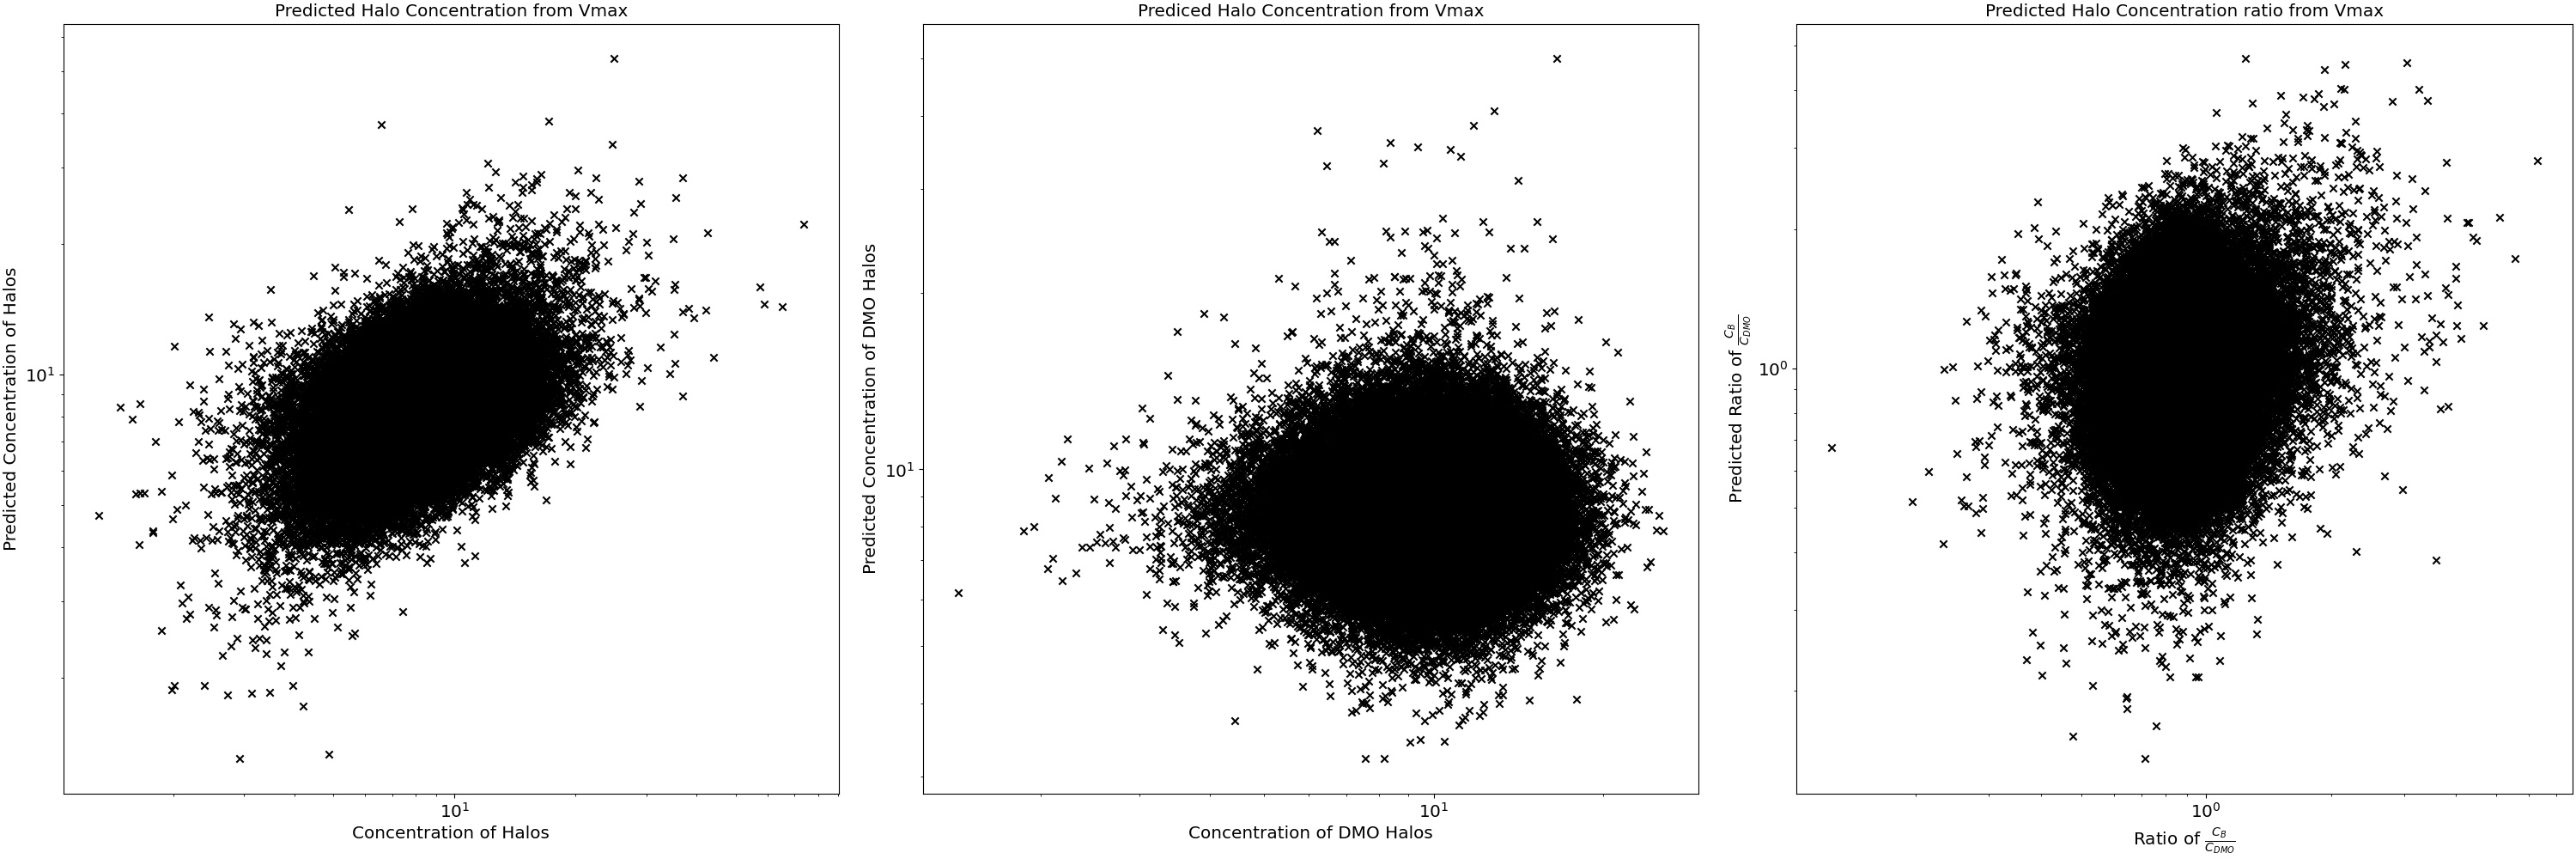 Predicted Halo Concentration from Vmax
Predicted Concentration of Halos
10¹
10¹
Concentration of Halos
Prediced Halo Concentration from Vmax
Predicted Concentration of DMO Halos
10¹
10¹
Concentration of DMO Halos
Predicted Halo Concentration ratio from Vmax
Predicted Ratio of C_B/C_DMO
10⁰
10⁰
Ratio of C_B/C_DMO